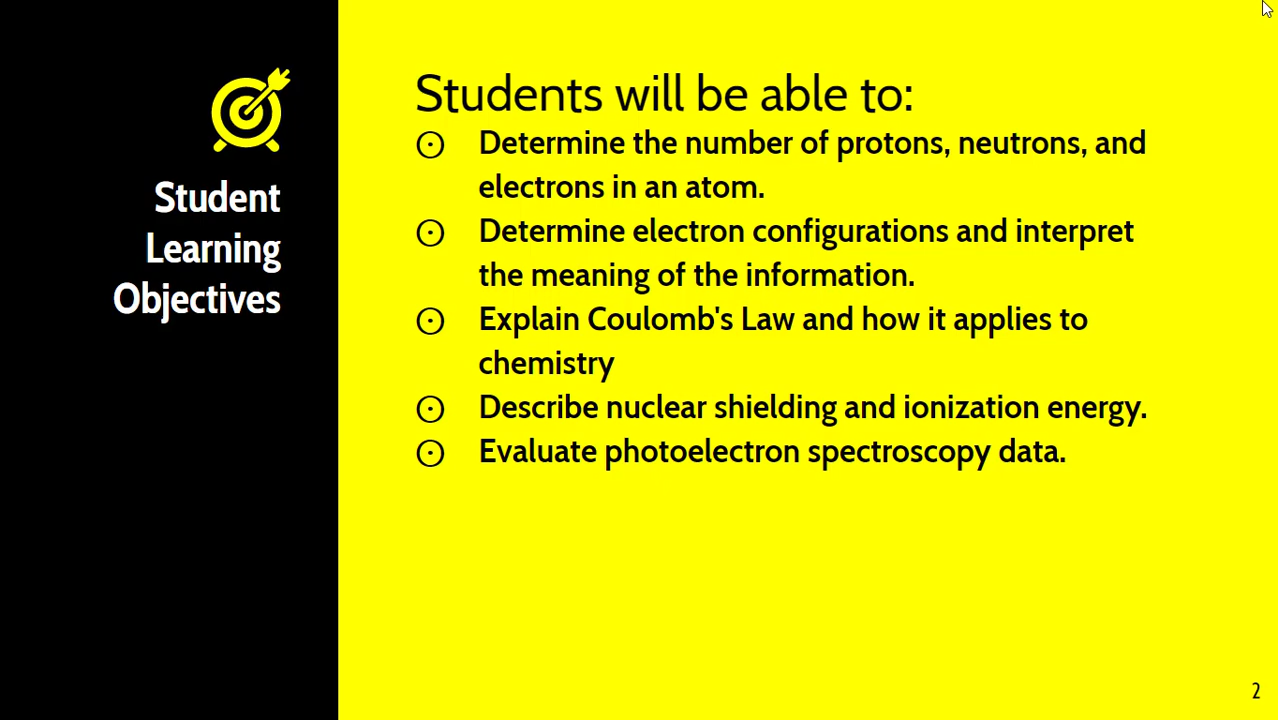 Student
Learning
Objectives
Students will be able to:
Determine the number of protons, neutrons, and
electrons in an atom.
Determine electron configurations and interpret
the meaning of the information.
Explain Coulomb's Law and how it applies to
chemistry
Describe nuclear shielding and ionization energy.
Evaluate photoelectron spectroscopy data.
2